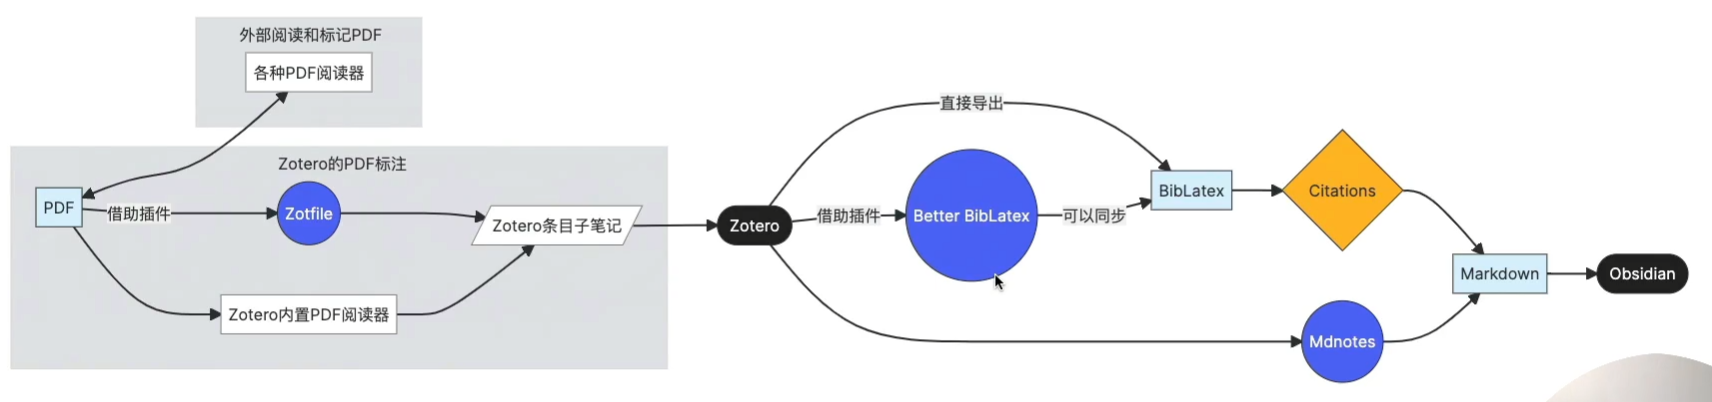 外部阅读和标记PDF
各种PDF阅读器
Zotero的PDF标注
PDF
借助插件
Zotfile
Zotero条目子笔记
Zotero内置PDF阅读器
Zotero
直接导出
借助插件
Better BibLatex
可以同步
BibLatex
Citations
Mdnotes
Markdown
Obsidian